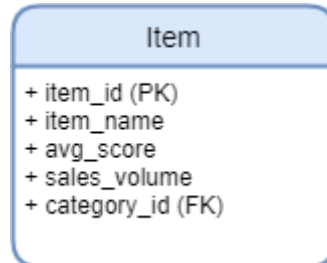 Item
+ item_id (PK)
+ item_name
+ avg_score
+ sales_volume
+ category_id (FK)